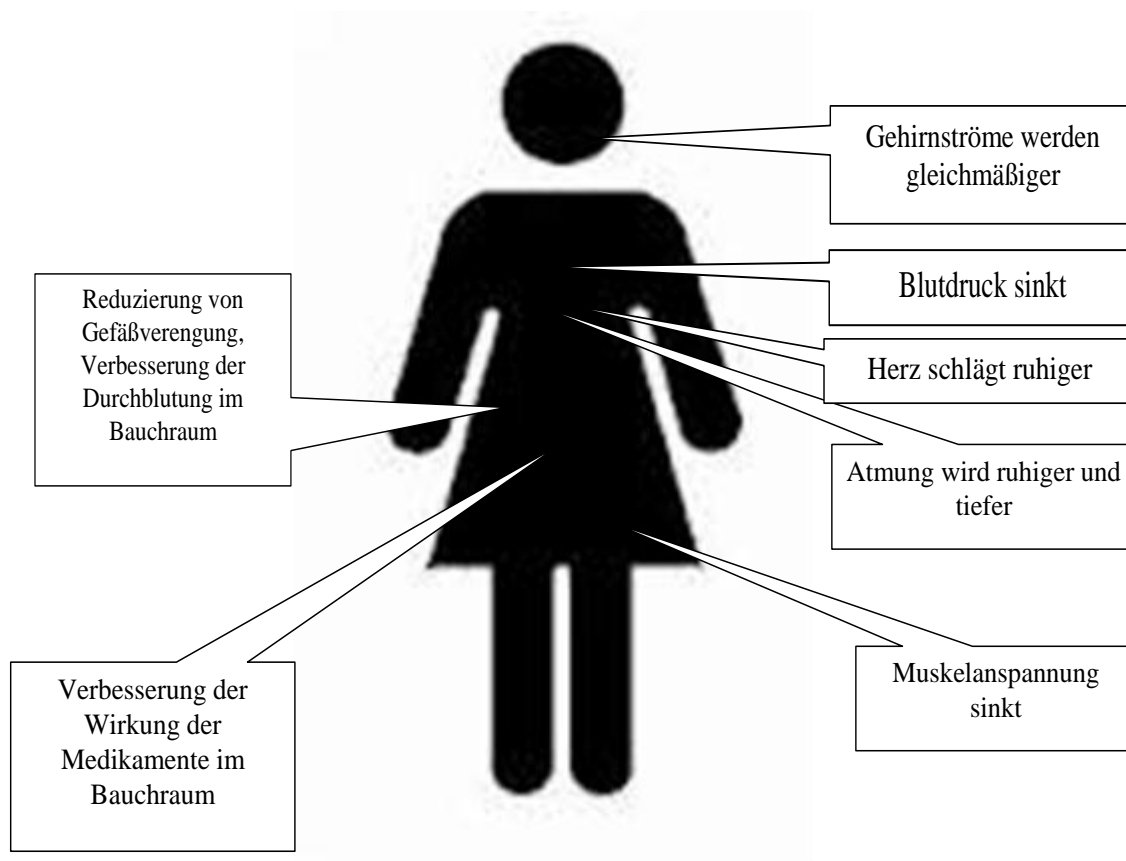 Gehirnströme werden
gleichmäßiger
Blutdruck sinkt
Reduzierung von
Gefäßverengung,
Verbesserung der
Durchblutung im
Bauchraum
Herz schlägt ruhiger
Atmung wird ruhiger und
tiefer
Verbesserung der
Wirkung der
Medikamente im
Bauchraum
Muskelanspannung
sinkt